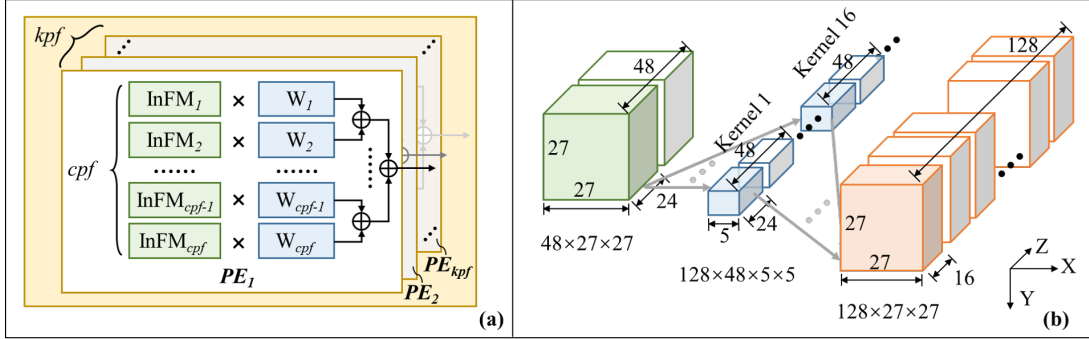 kpf
cpf
InFM1 × W1
InFM2 × W2
...... ......
InFMcpf-1 × Wcpf-1
InFMcpf × Wcpf
PE1
PE2
PEkpf
(a)
48
27
27
24
48×27×27
Kernel 1
48
5
24
128×48×5×5
Kernel 16
48
128
27
27
16
128×27×27
Z
X
Y
(b)